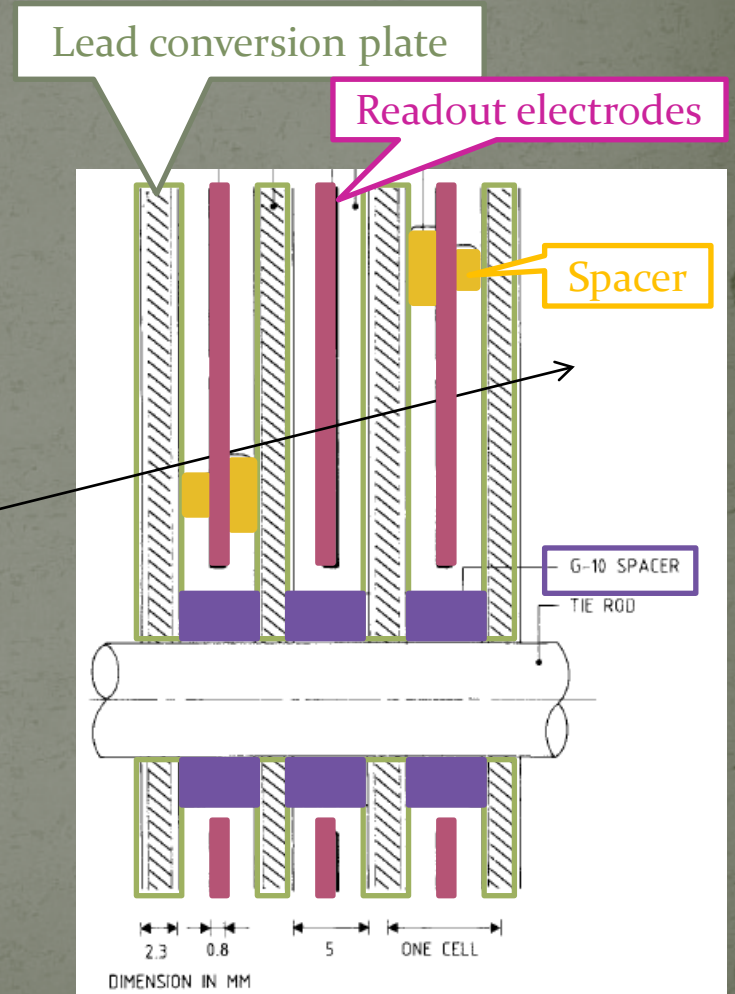 Lead conversion plate
Readout electrodes
Spacer
G-10 SPACER
TIE ROD
2.3 0.8 5 ONE CELL
DIMENSION IN MM